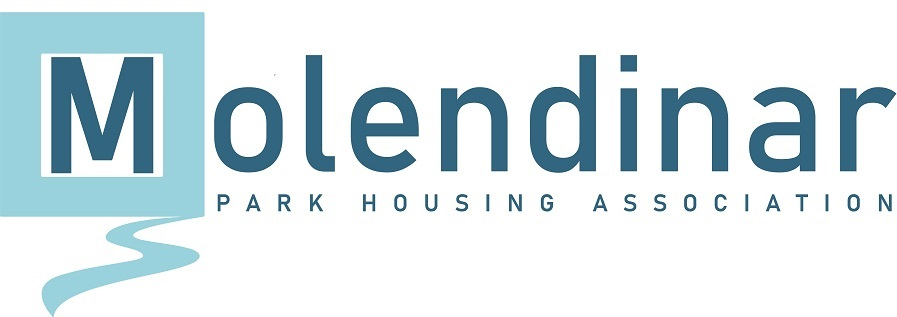 Molendinar
PARK HOUSING ASSOCIATION